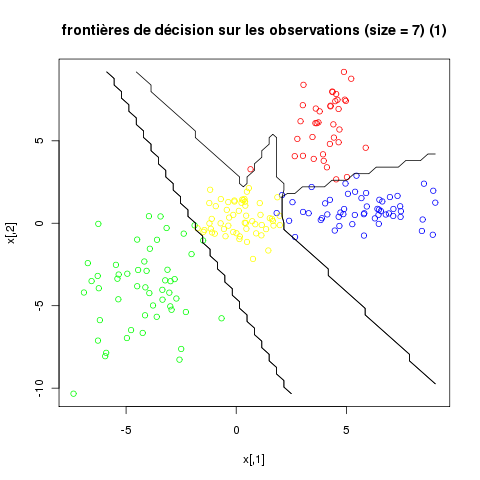 frontières de décision sur les observations (size = 7) (1)
x[,2]
5
0
-5
-10
-5
0
5
x[,1]